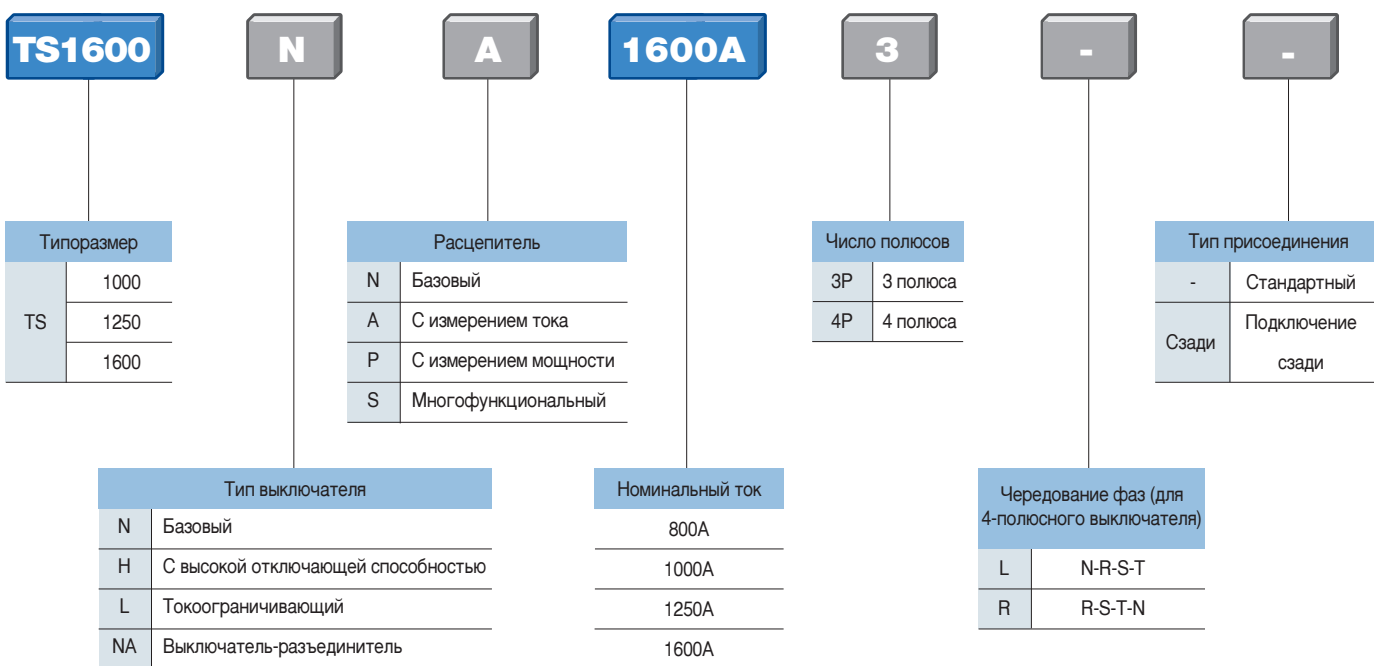 TS1600 N A 1600A 3 - -
Типоразмер
TS
1000
1250
1600
Расцепитель
N Базовый
A С измерением тока
P С измерением мощности
S Многофункциональный
Число полюсов
3P 3 полюса
4P 4 полюса
Тип присоединения
- Стандартный
Сзади
Подключение
сзади
Тип выключателя
N Базовый
H С высокой отключающей способностью
L Токоограничивающий
NA Выключатель-разъединитель
Номинальный ток
800A
1000A
1250A
1600A
Чередование фаз (для
4-полюсного выключателя)
L N-R-S-T
R R-S-T-N